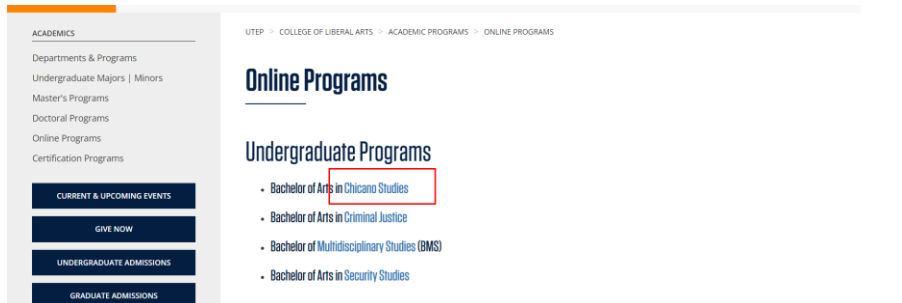 ACADEMICS
Departments & Programs
Undergraduate Majors | Minors
Master's Programs
Doctoral Programs
Online Programs
Certification Programs
CURRENT & UPCOMING EVENTS
GIVE NOW
UNDERGRADUATE ADMISSIONS
GRADUATE ADMISSIONS
UTEP > COLLEGE OF LIBERAL ARTS > ACADEMIC PROGRAMS > ONLINE PROGRAMS
Online Programs
Undergraduate Programs
• Bachelor of Arts in Chicano Studies
• Bachelor of Arts in Criminal Justice
• Bachelor of Multidisciplinary Studies (BMS)
• Bachelor of Arts in Security Studies